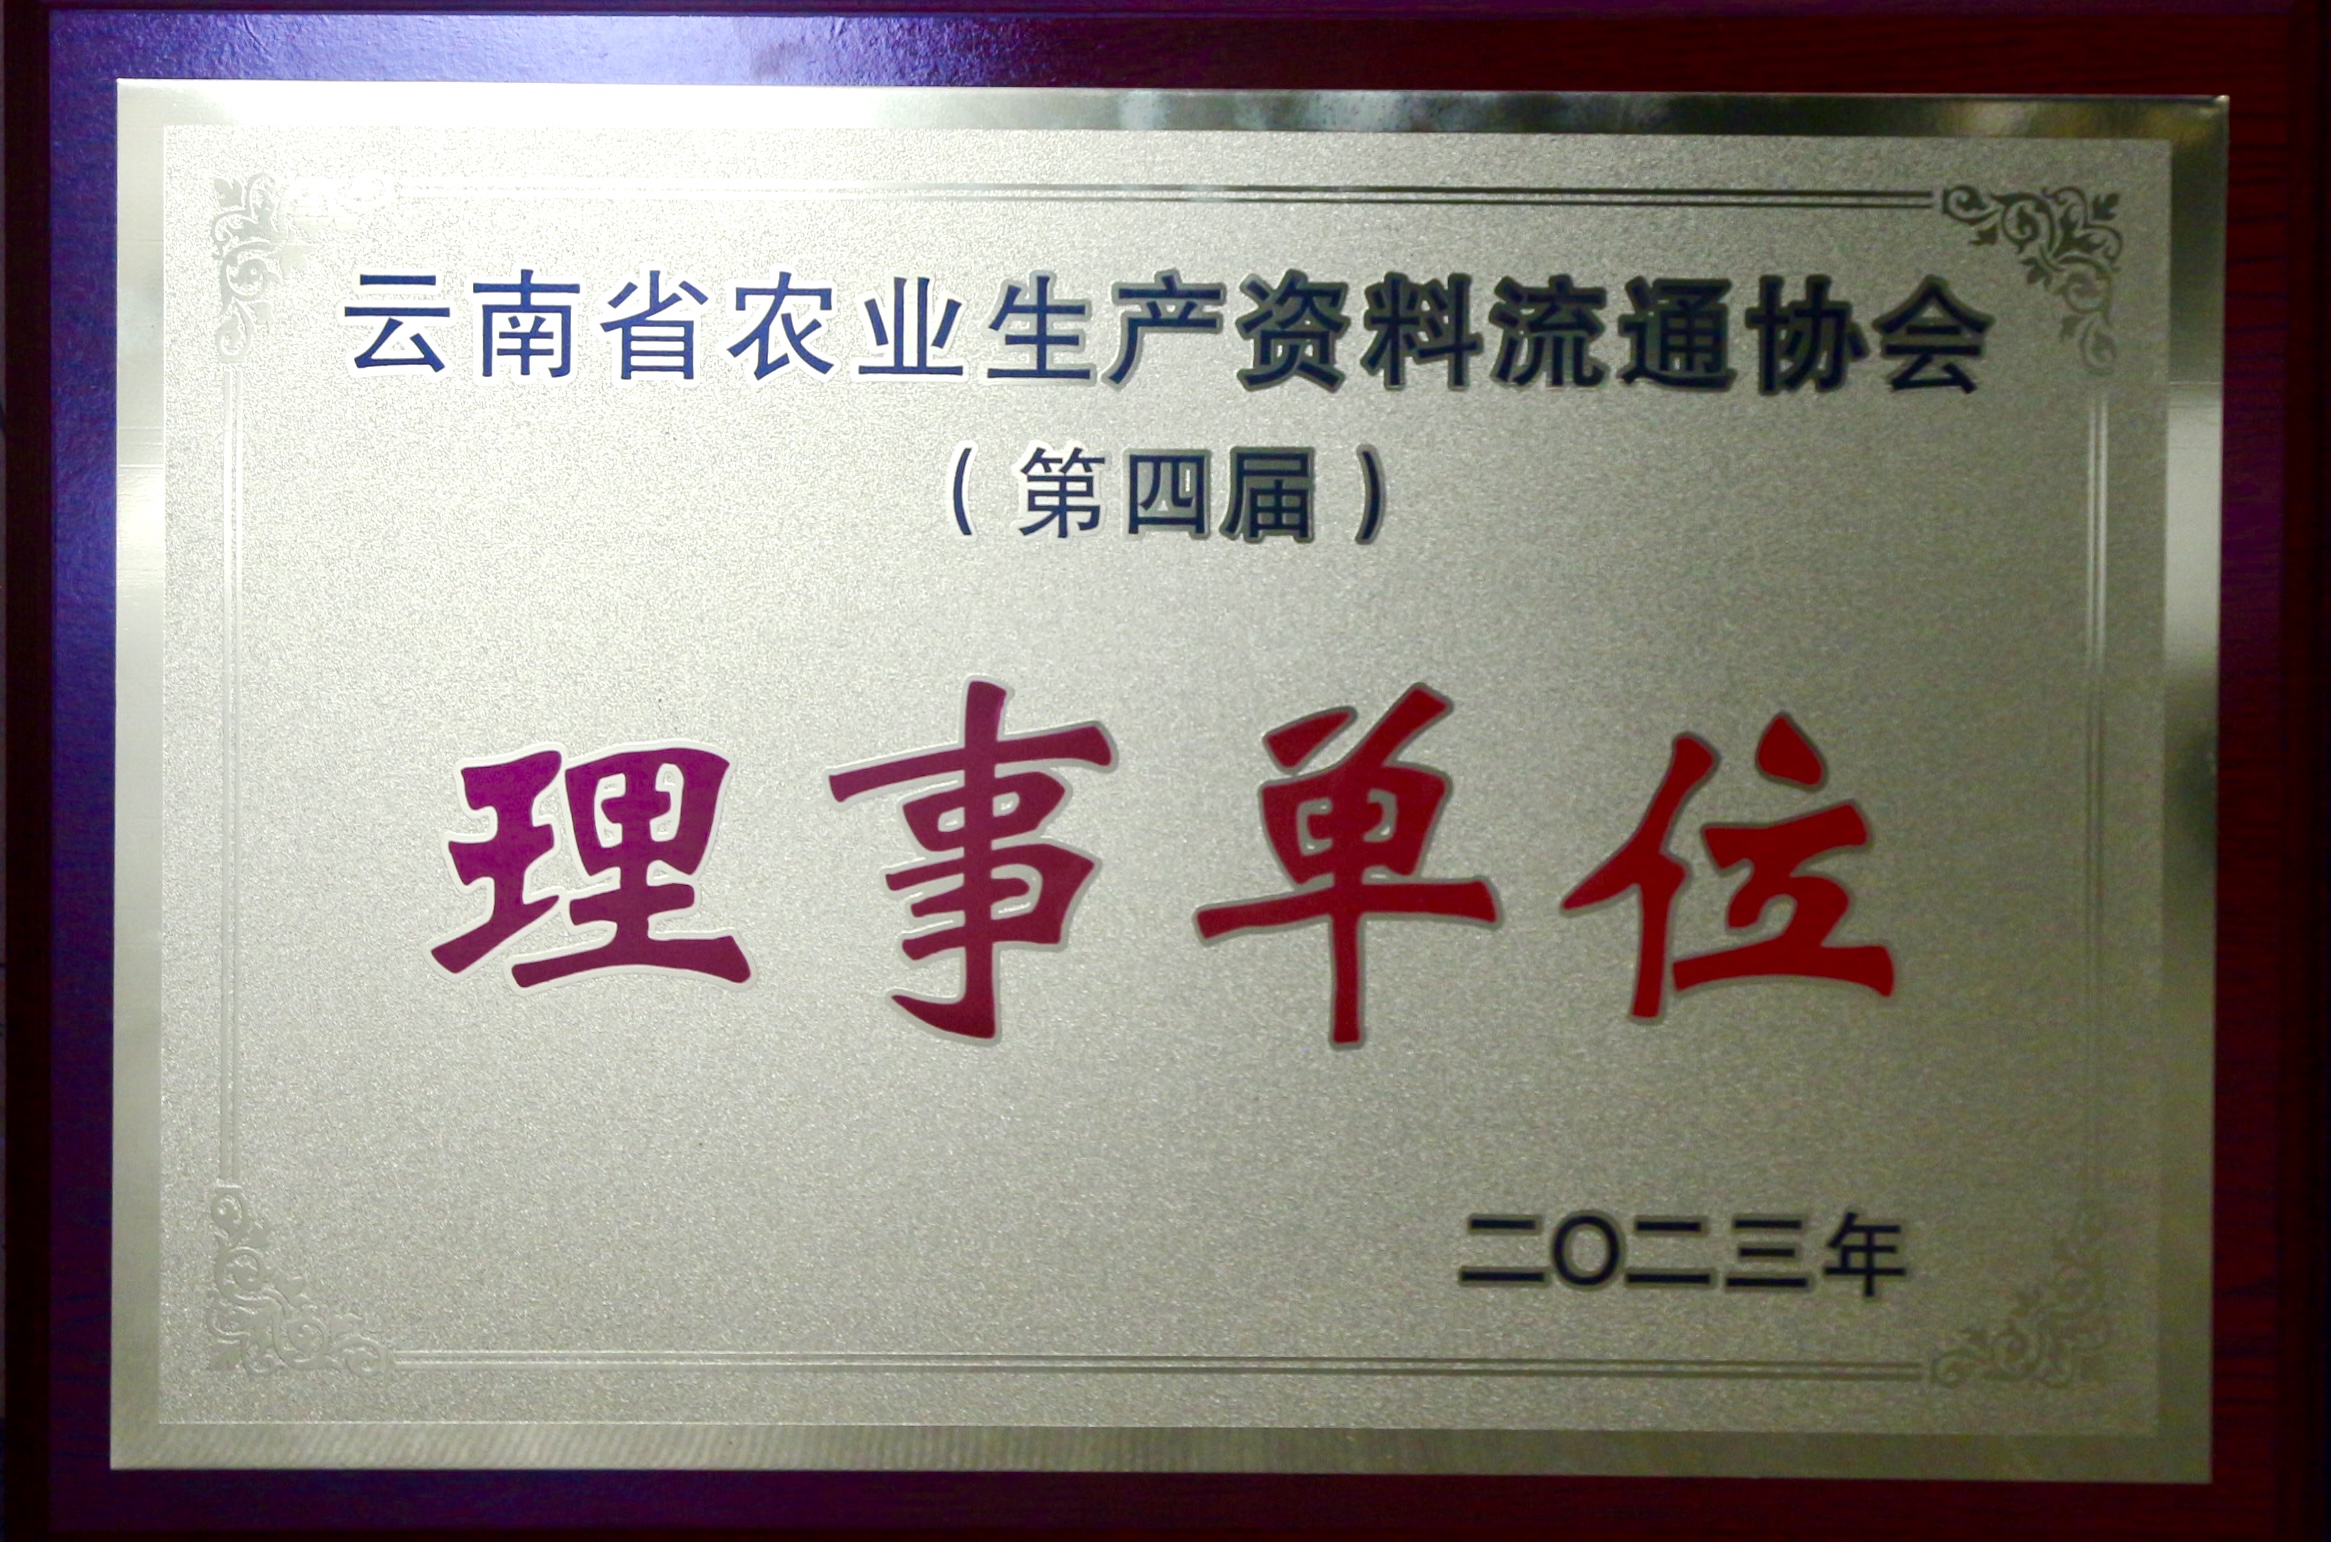 云南省农业生产资料流通协会
（第四届）
理事单位
二〇二三年